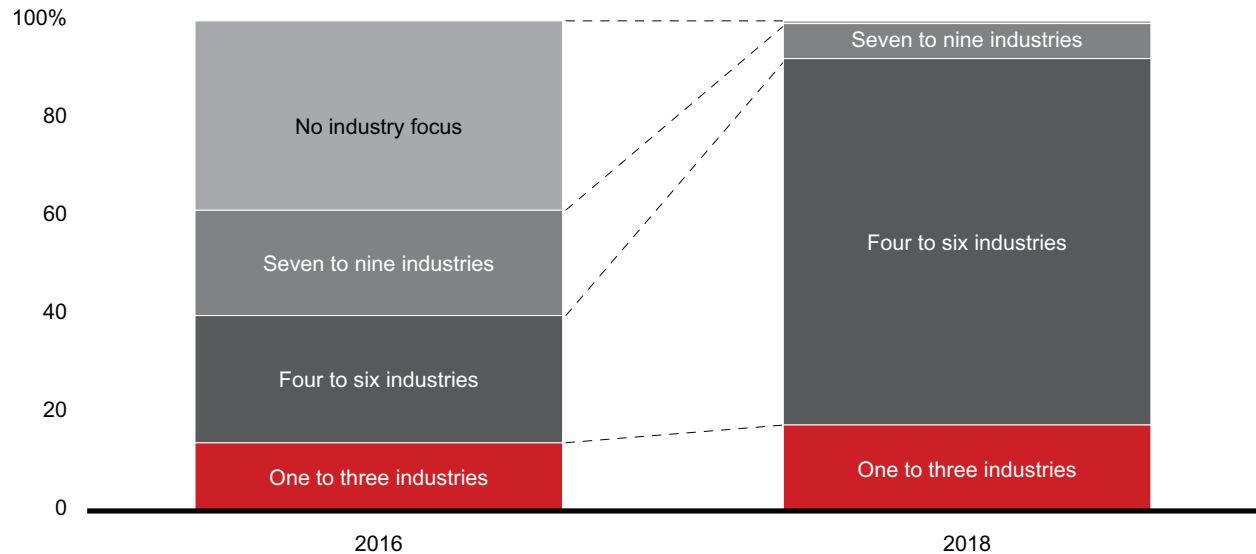 100%
80
60
40
20
0
No industry focus
Seven to nine industries
Four to six industries
One to three industries
Seven to nine industries
Four to six industries
One to three industries
2016
2018